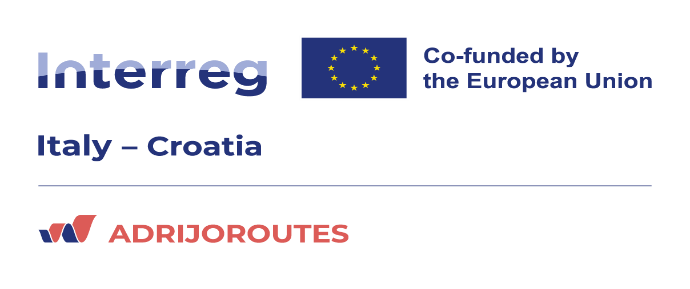 Interreg
Co-funded by
the European Union
Italy – Croatia
ADRIJOROUTES